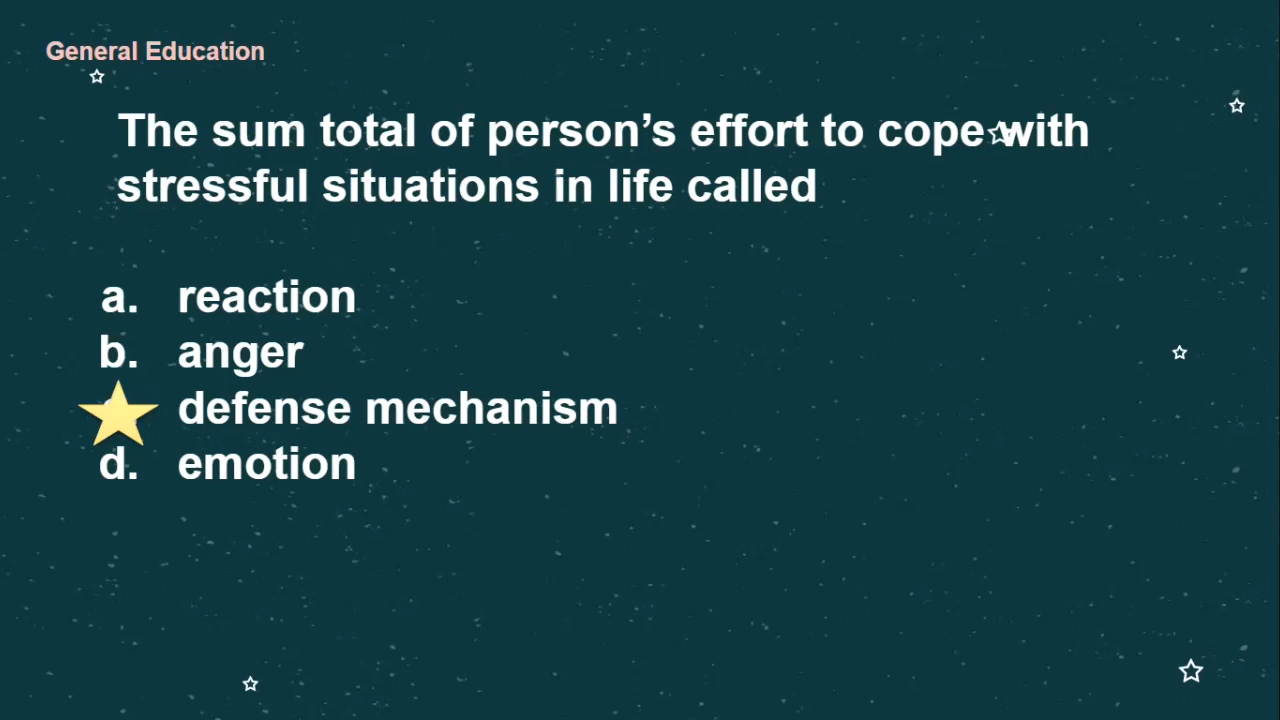 General Education
The sum total of person’s effort to cope with
stressful situations in life called
a. reaction
b. anger
defense mechanism
d. emotion